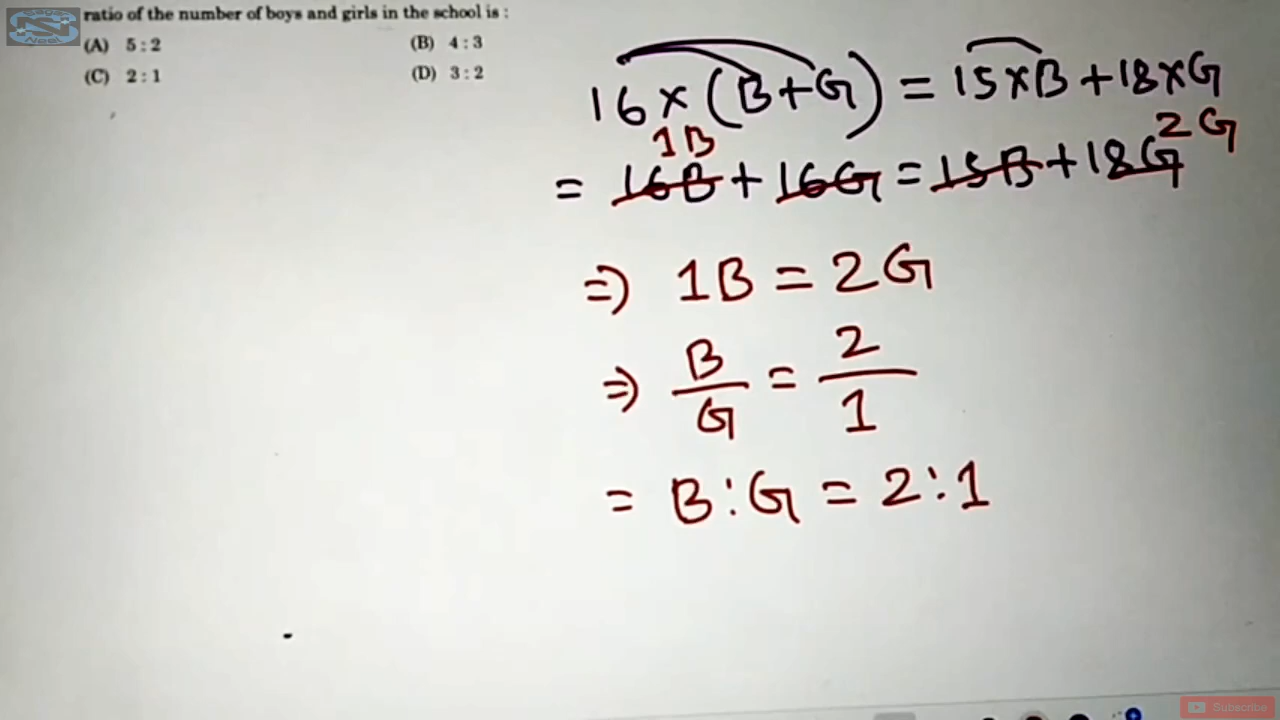 ratio of the number of boys and girls in the school is :
(A) 5 : 2
(B) 4 : 3
(C) 2 : 1
(D) 3 : 2
16 × (B+G) = 15×B + 18×G
1B
2G
= 16B + 16G = 15B + 18G
⇒ 1B = 2G
⇒ B/G = 2/1
= B : G = 2 : 1
Subscribe